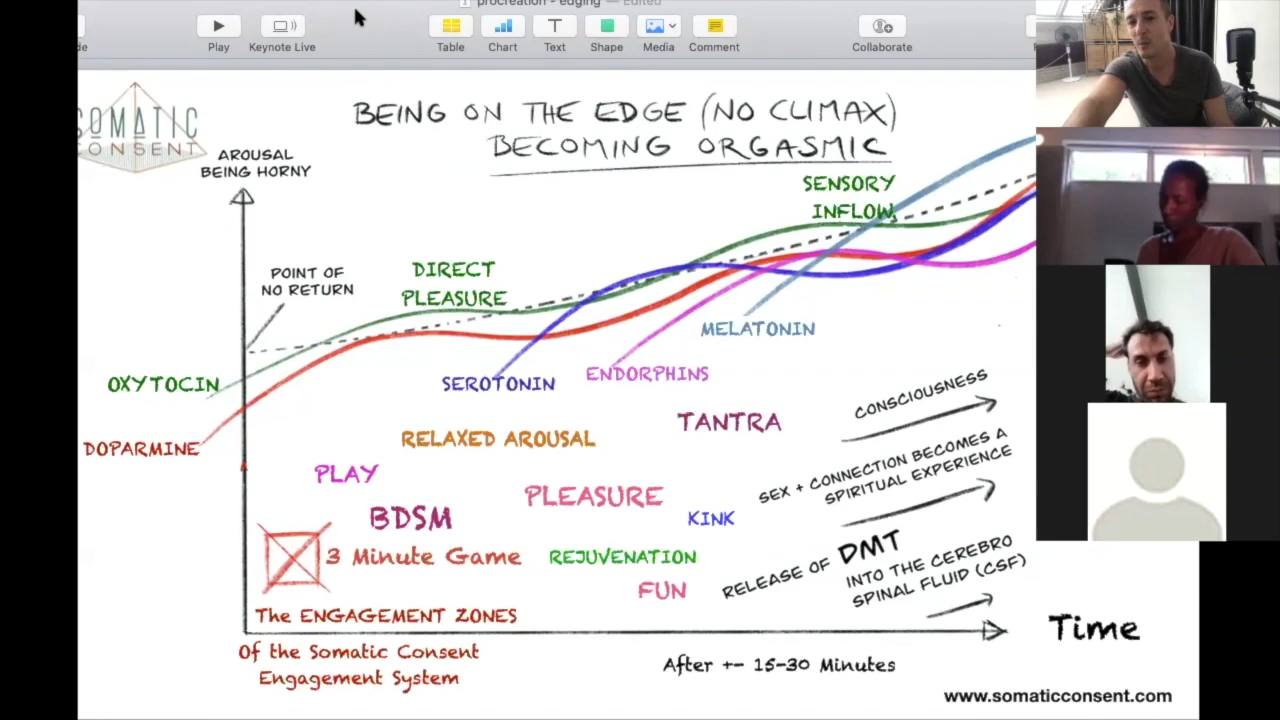 procreation - edging — Edited
Play
Keynote Live
Table
Chart
Text
Shape
Media
Comment
Collaborate
SOMATIC
CONSENT
BEING ON THE EDGE (NO CLIMAX)
BECOMING ORGASMIC
AROUSAL
BEING HORNY
SENSORY
INFLOW
POINT OF
NO RETURN
DIRECT
PLEASURE
MELATONIN
OXYTOCIN
SEROTONIN
ENDORPHINS
DOPARMINE
CONSCIOUSNESS
TANTRA
RELAXED AROUSAL
SEX + CONNECTION BECOMES A
SPIRITUAL EXPERIENCE
PLAY
PLEASURE
BDSM
KINK
3 Minute Game
REJUVENATION
FUN
RELEASE OF DMT
INTO THE CEREBRO
SPINAL FLUID (CSF)
The ENGAGEMENT ZONES
Of the Somatic Consent
Engagement System
Time
After +- 15-30 Minutes
www.somaticconsent.com